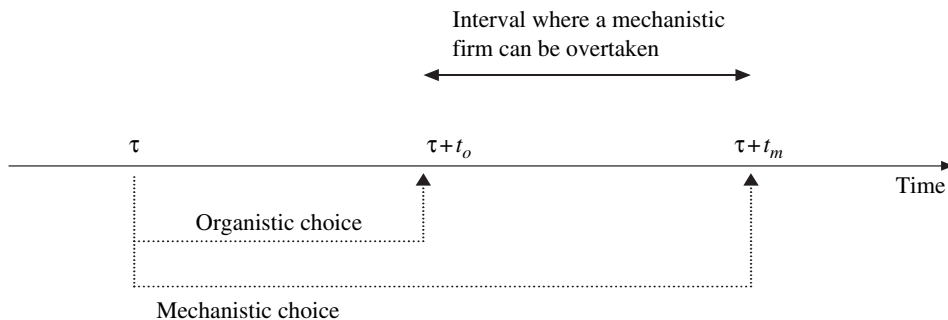 Interval where a mechanistic
firm can be overtaken
τ
τ + t_o
τ + t_m
Time
Organistic choice
Mechanistic choice